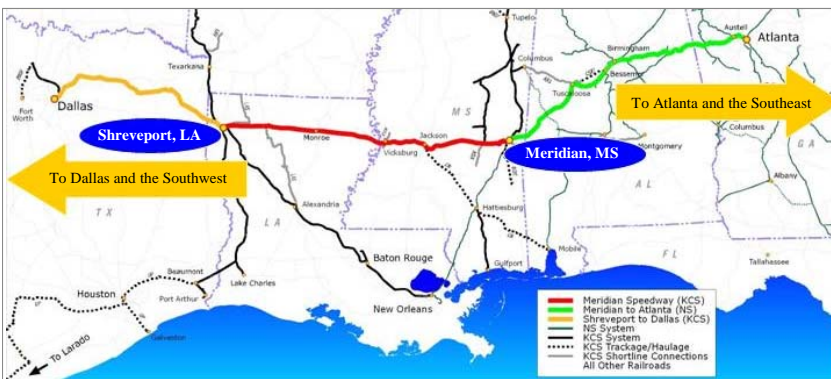 Tupelo
Austell
Atlanta
Texarkana
Columbus
Birmingham
Bessemer
Tuscaloosa
Fort
Worth
Dallas
MS
To Atlanta and the Southeast
Shreveport, LA
Monroe
Vicksburg
Jackson
Meridian, MS
Montgomery
Columbus
GA
To Dallas and the Southwest
Albany
TX
LA
Alexandria
Hattiesburg
AL
Baton Rouge
Mobile
FL
Tallahassee
Gulfport
Houston
Beaumont
Port Arthur
Lake Charles
New Orleans
Galveston
To Larado
Meridian Speedway (KCS)
Meridian to Atlanta (NS)
Shreveport to Dallas (KCS)
NS System
KCS System
KCS Trackage/Haulage
KCS Shortline Connections
All Other Railroads